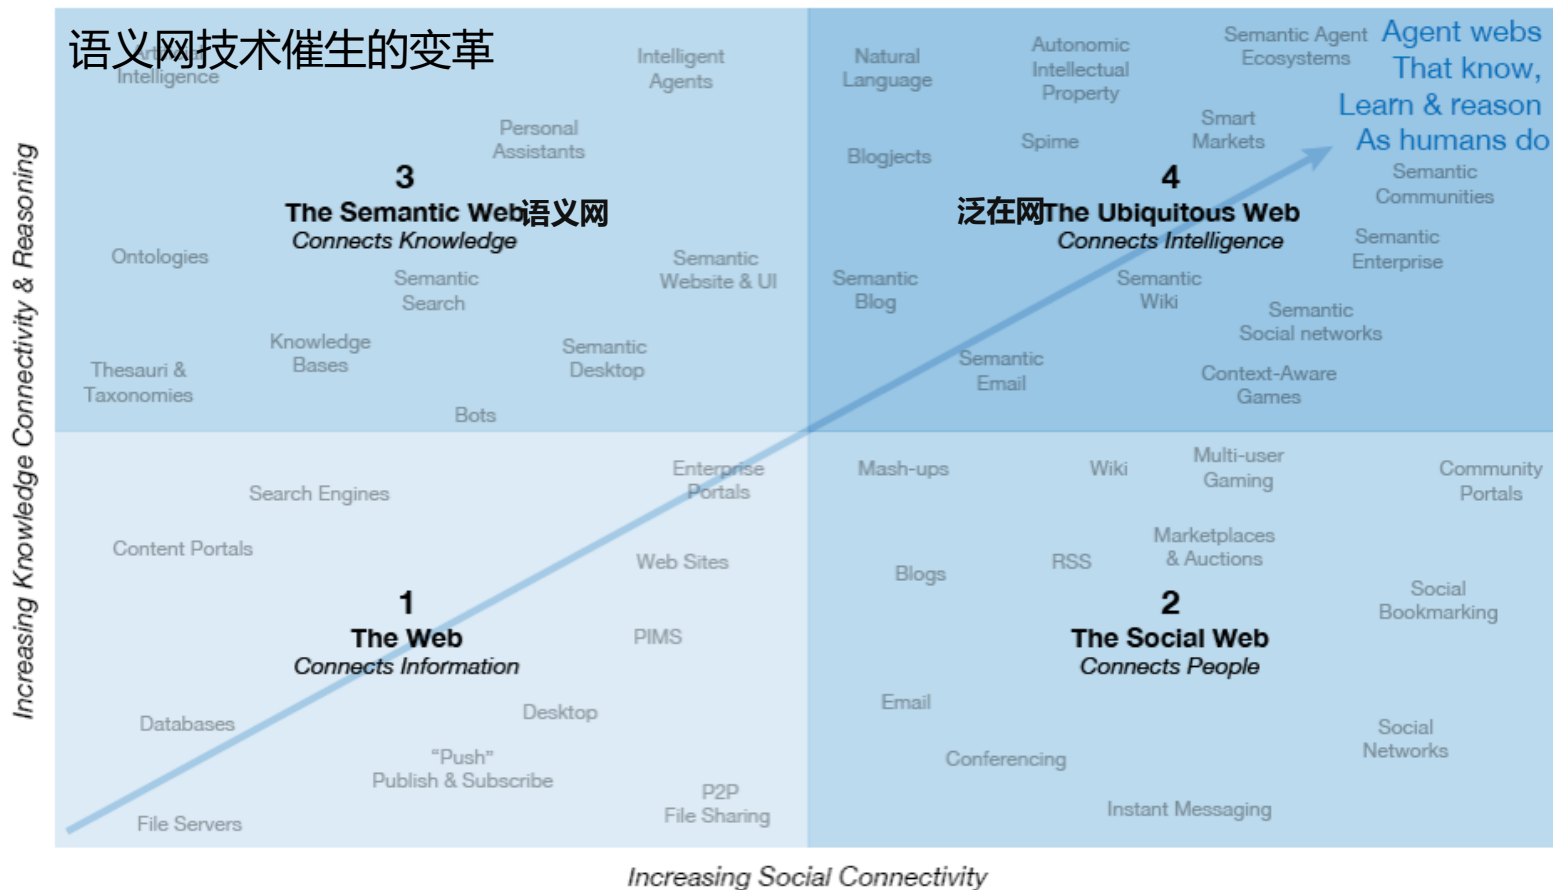 语义网技术催生的变革
Artificial
Intelligence
Intelligent
Agents
Personal
Assistants
3
The Semantic Web语义网
Connects Knowledge
Ontologies
Semantic
Search
Semantic
Website & UI
Knowledge
Bases
Semantic
Desktop
Thesauri &
Taxonomies
Bots
Natural
Language
Autonomic
Intellectual
Property
Semantic Agent
Ecosystems
Agent webs
That know,
Learn & reason
As humans do
Blogjects
Spime
Smart
Markets
4
泛在网The Ubiquitous Web
Connects Intelligence
Semantic
Communities
Semantic
Enterprise
Semantic
Blog
Semantic
Wiki
Semantic
Social networks
Semantic
Email
Context-Aware
Games
Search Engines
Enterprise
Portals
Content Portals
Web Sites
1
The Web
Connects Information
PIMS
Databases
Desktop
“Push”
Publish & Subscribe
P2P
File Sharing
File Servers
Mash-ups
Wiki
Multi-user
Gaming
Community
Portals
Marketplaces
& Auctions
Blogs
RSS
Social
Bookmarking
2
The Social Web
Connects People
Email
Conferencing
Social
Networks
Instant Messaging
Increasing Knowledge Connectivity & Reasoning
Increasing Social Connectivity